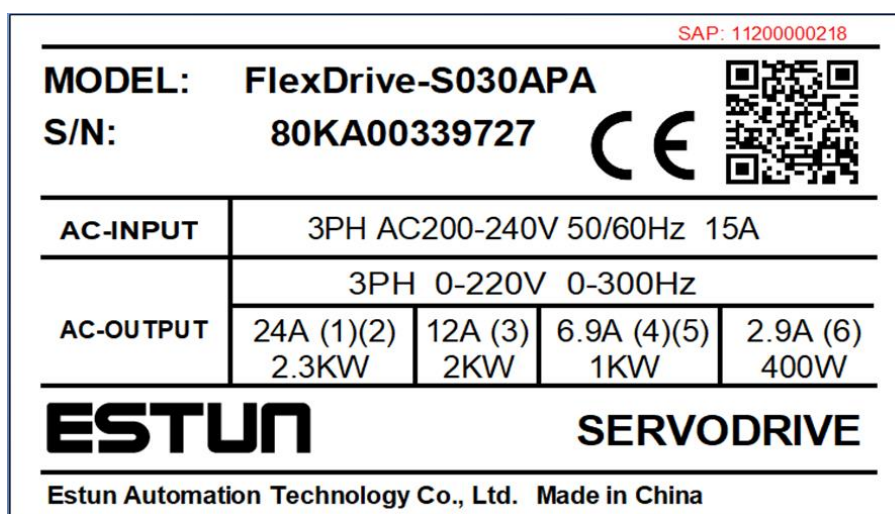 SAP: 11200000218
MODEL: FlexDrive-S030APA
S/N: 80KA00339727
CE
AC-INPUT 3PH AC200-240V 50/60Hz 15A
AC-OUTPUT 3PH 0-220V 0-300Hz
24A (1)(2) 12A (3) 6.9A (4)(5) 2.9A (6)
2.3KW 2KW 1KW 400W
ESTUN SERVODRIVE
Estun Automation Technology Co., Ltd. Made in China